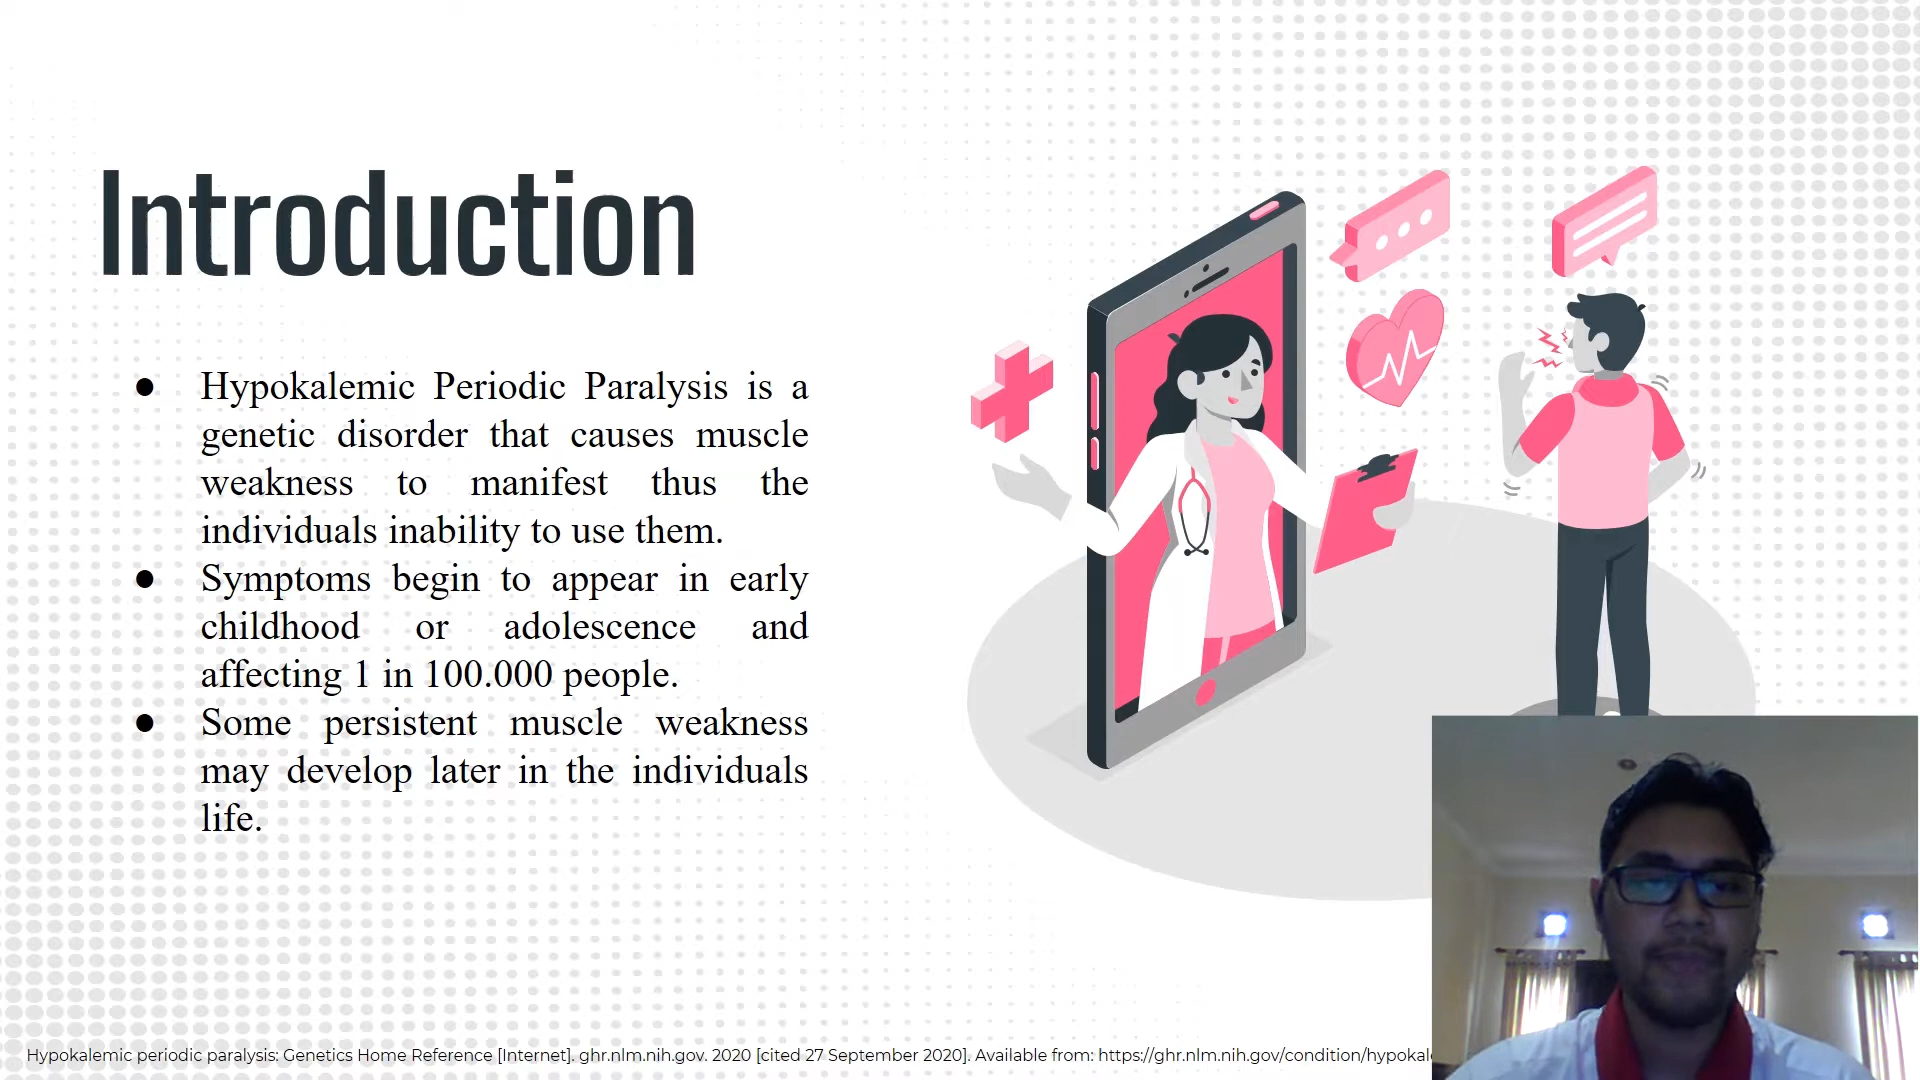 Introduction
● Hypokalemic Periodic Paralysis is a
genetic disorder that causes muscle
weakness to manifest thus the
individuals inability to use them.
● Symptoms begin to appear in early
childhood or adolescence and
affecting 1 in 100.000 people.
● Some persistent muscle weakness
may develop later in the individuals
life.
Hypokalemic periodic paralysis: Genetics Home Reference [Internet]. ghr.nlm.nih.gov. 2020 [cited 27 September 2020]. Available from: https://ghr.nlm.nih.gov/condition/hypokal